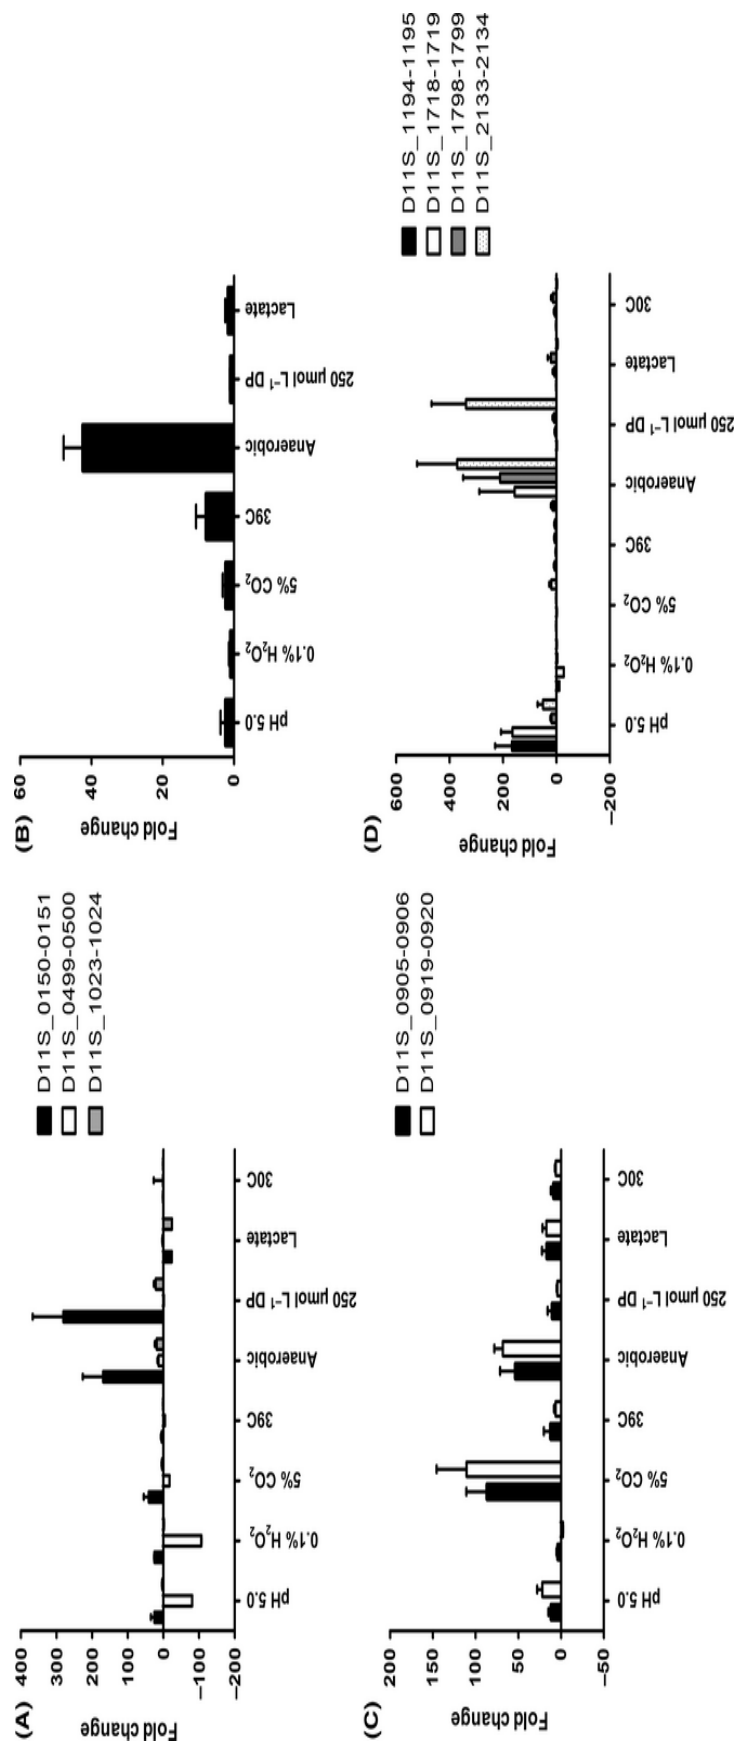 (A)
Fold change
400
300
200
100
0
−100
−200
pH 5.0
0.1% H₂O₂
5% CO₂
39C
Anaerobic
250 µmol L⁻¹ DP
Lactate
30C
D11S_0150-0151
D11S_0499-0500
D11S_1023-1024
(B)
Fold change
60
40
20
0
pH 5.0
0.1% H₂O₂
5% CO₂
39C
Anaerobic
250 µmol L⁻¹ DP
Lactate
(C)
Fold change
200
150
100
50
0
−50
pH 5.0
0.1% H₂O₂
5% CO₂
39C
Anaerobic
250 µmol L⁻¹ DP
Lactate
30C
D11S_0905-0906
D11S_0919-0920
(D)
Fold change
600
400
200
0
−200
pH 5.0
0.1% H₂O₂
5% CO₂
39C
Anaerobic
250 µmol L⁻¹ DP
Lactate
30C
D11S_1194-1195
D11S_1718-1719
D11S_1798-1799
D11S_2133-2134